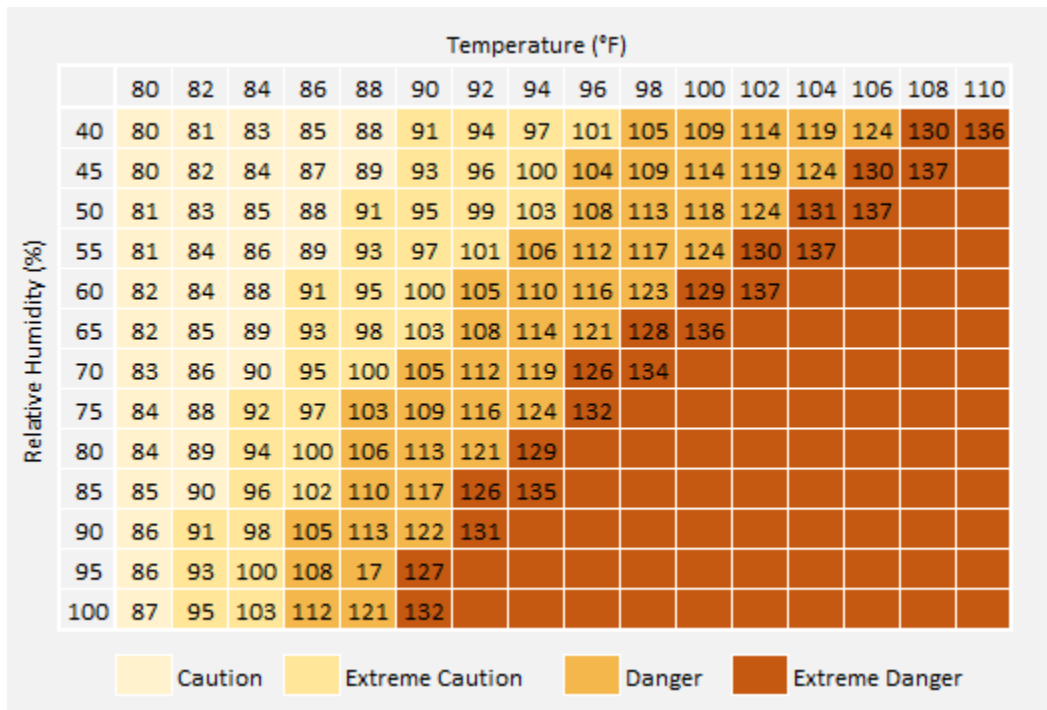 Temperature (°F)
80 82 84 86 88 90 92 94 96 98 100 102 104 106 108 110
Relative Humidity (%)
40 80 81 83 85 88 91 94 97 101 105 109 114 119 124 130 136
45 80 82 84 87 89 93 96 100 104 109 114 119 124 130 137
50 81 83 85 88 91 95 99 103 108 113 118 124 131 137
55 81 84 86 89 93 97 101 106 112 117 124 130 137
60 82 84 88 91 95 100 105 110 116 123 129 137
65 82 85 89 93 98 103 108 114 121 128 136
70 83 86 90 95 100 105 112 119 126 134
75 84 88 92 97 103 109 116 124 132
80 84 89 94 100 106 113 121 129
85 85 90 96 102 110 117 126 135
90 86 91 98 105 113 122 131
95 86 93 100 108 17 127
100 87 95 103 112 121 132
Caution Extreme Caution Danger Extreme Danger